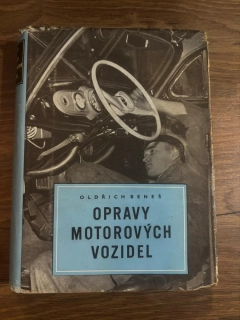 OLDŘICH BENEŠ
OPRAVY
MOTOROVÝCH
VOZIDEL